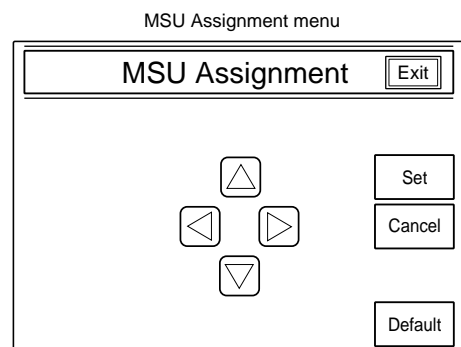 MSU Assignment menu
MSU Assignment
Exit
Set
Cancel
Default